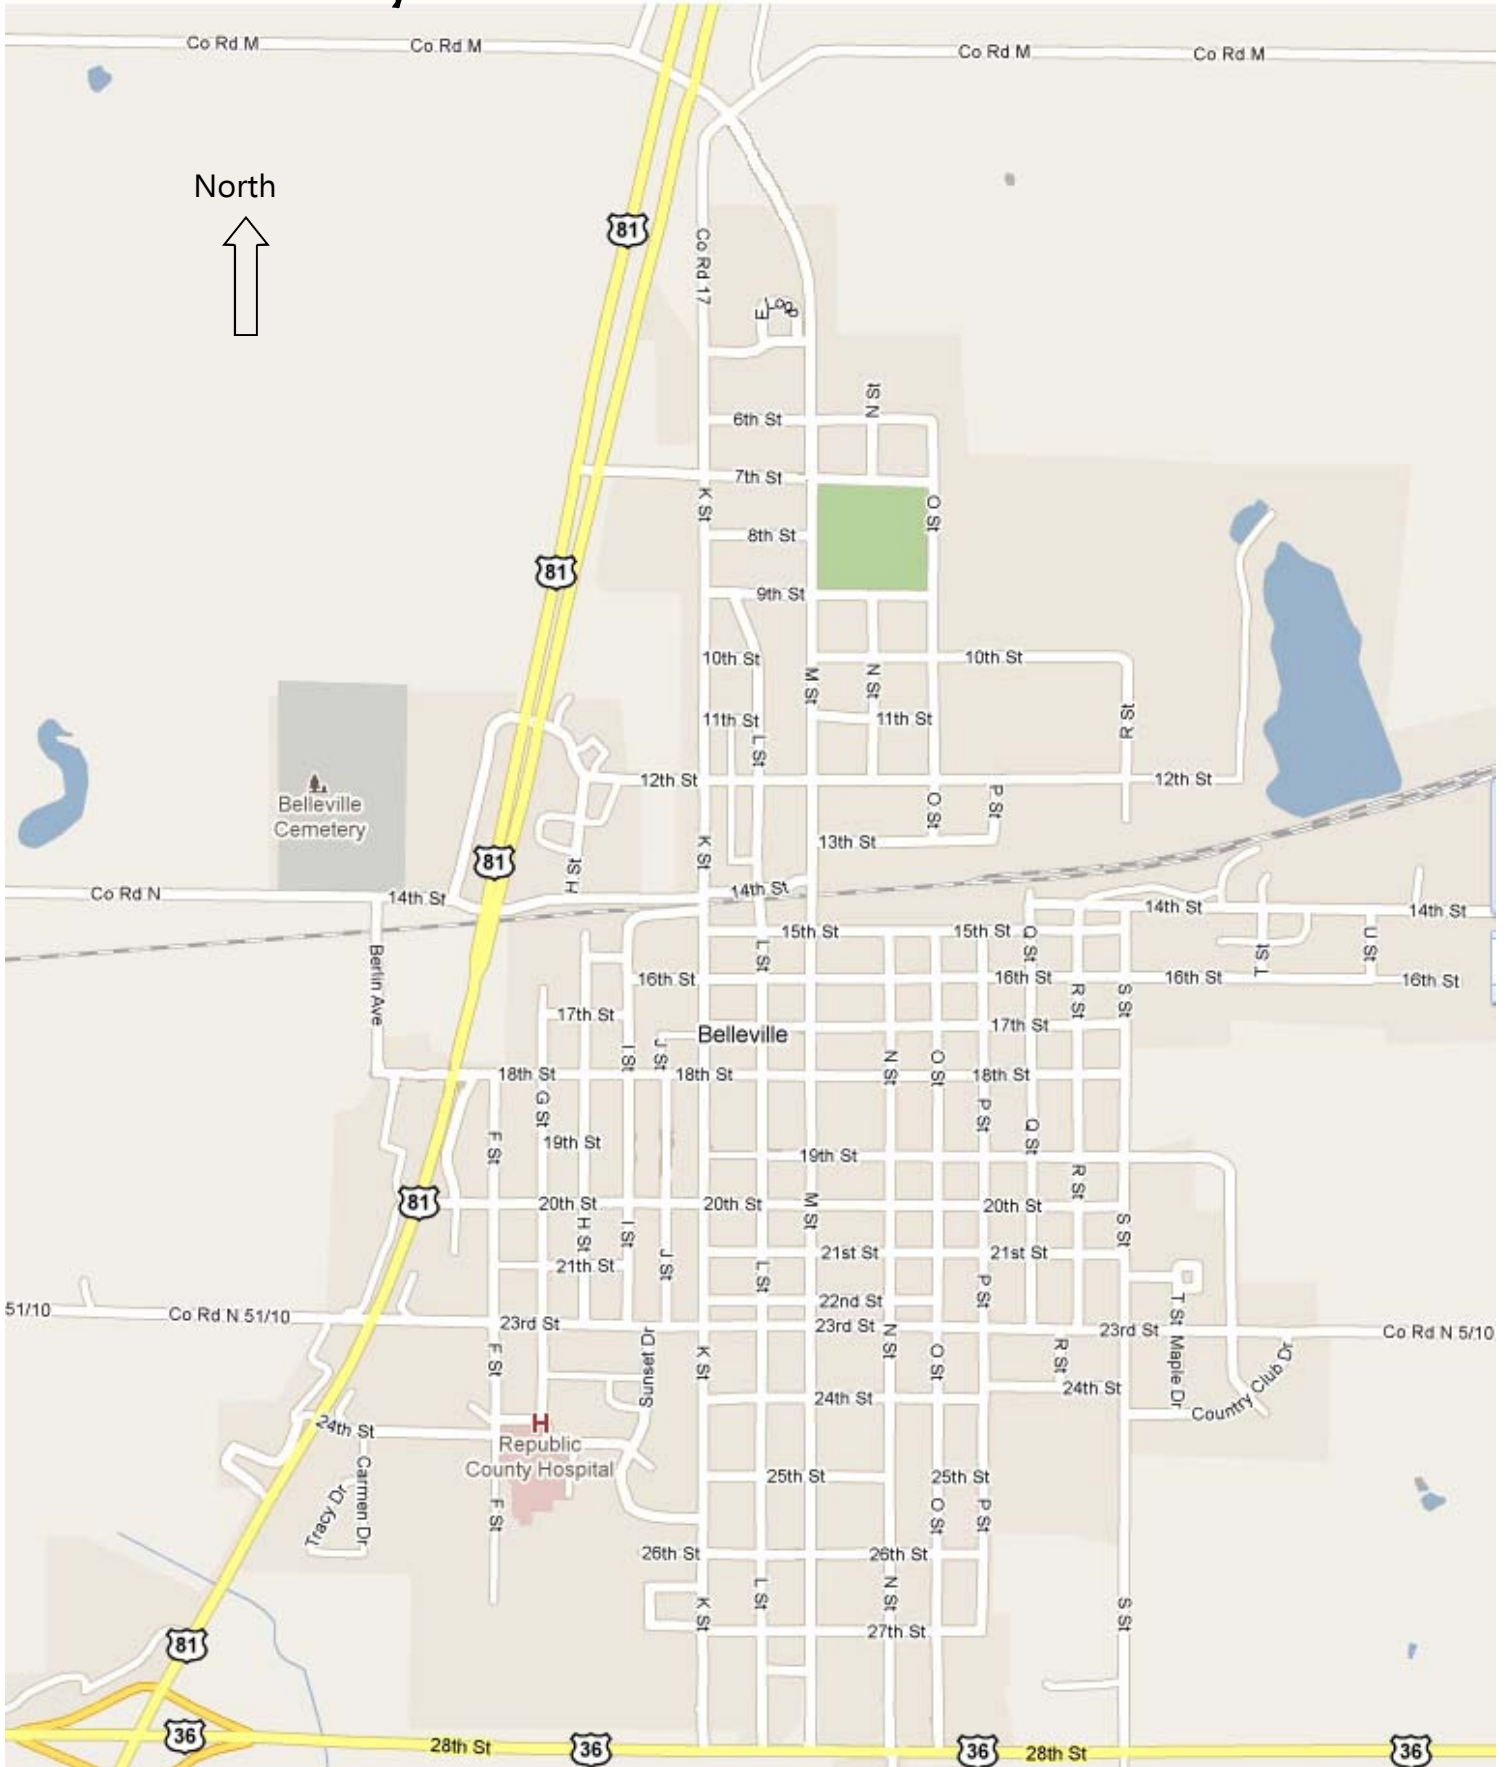 Co Rd M
Co Rd M
Co Rd M
Co Rd M
North
81
Co Rd 17
E
Loop
N St
6th St
7th St
K St
O St
8th St
81
9th St
10th St
M St
N St
10th St
11th St
11th St
R St
L St
12th St
12th St
Belleville
Cemetery
P St
O St
K St
13th St
81
H St
14th St
Co Rd N
14th St
14th St
14th St
Berlin Ave
15th St
15th St
Q St
L St
T St
U St
16th St
16th St
16th St
16th St
R St
S St
17th St
17th St
Belleville
I St
J St
N St
O St
18th St
18th St
18th St
G St
P St
F St
19th St
Q St
19th St
R St
81
20th St
20th St
M St
20th St
H St
I St
J St
S St
21st St
21st St
21th St
L St
P St
22nd St
T St
51/10
Co Rd N 51/10
23rd St
23rd St
N St
23rd St
Co Rd N 5/10
F St
Sunset Dr
K St
O St
R St
Maple Dr
24th St
24th St
Country Club Dr
24th St
H
Republic
County Hospital
Carmen Dr
Tracy Dr
F St
25th St
25th St
O St
P St
26th St
26th St
L St
N St
K St
S St
27th St
81
36
28th St
36
36
28th St
36